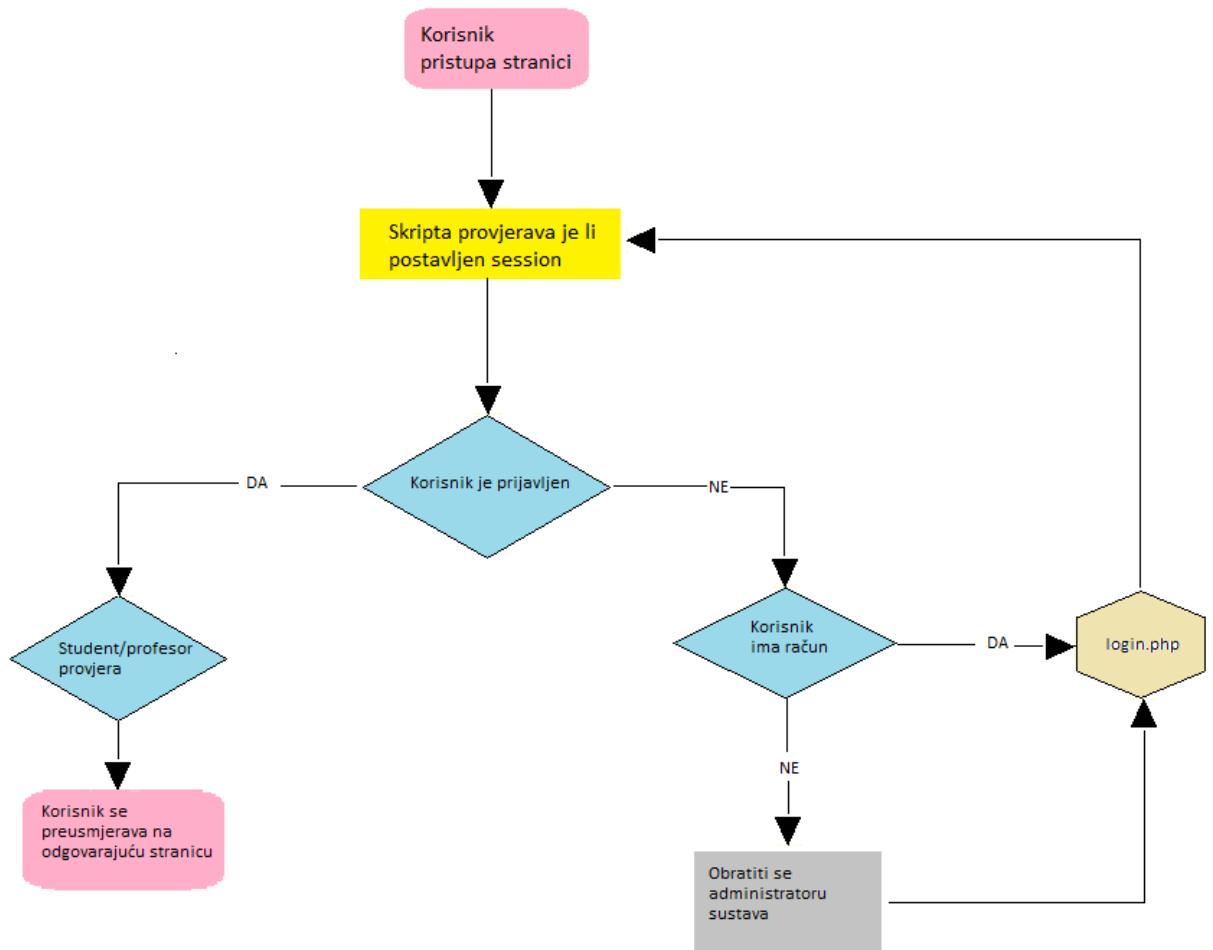 Korisnik
pristupa stranici
Skripta provjerava je li
postavljen session
Korisnik je prijavljen
DA
NE
Student/profesor
provjera
Korisnik
ima račun
DA
login.php
NE
Korisnik se
preusmjerava na
odgovarajuću stranicu
Obratiti se
administratoru
sustava